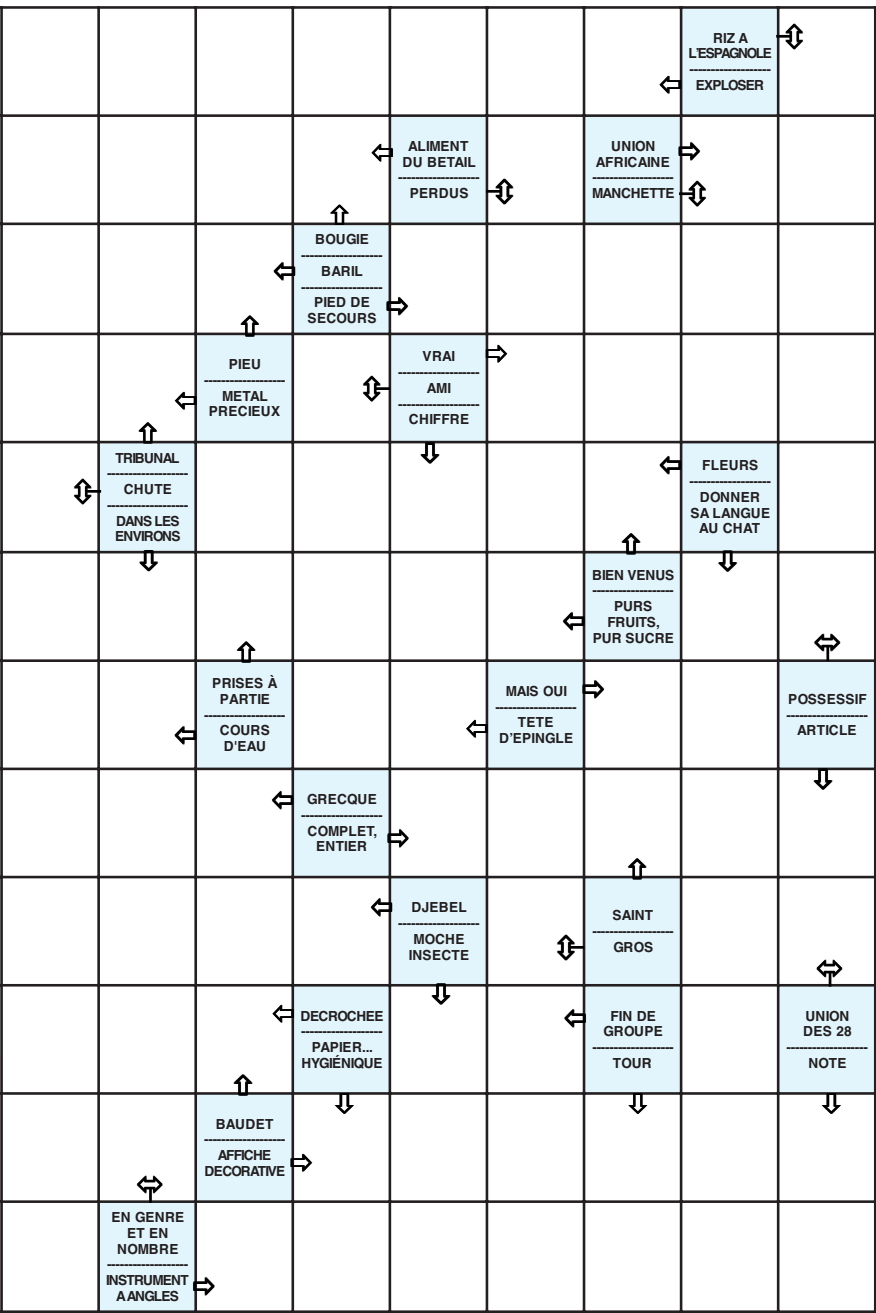 RIZ A
L'ESPAGNOLE
EXPLOSER
ALIMENT
DU BETAIL
PERDUS
UNION
AFRICAINE
MANCHETTE
BOUGIE
BARIL
PIED DE
SECOURS
PIEU
METAL
PRECIEUX
VRAI
AMI
CHIFFRE
TRIBUNAL
CHUTE
DANS LES
ENVIRONS
FLEURS
DONNER
SA LANGUE
AU CHAT
BIEN VENUS
PURS
FRUITS,
PUR SUCRE
PRISES À
PARTIE
COURS
D'EAU
MAIS OUI
TETE
D'EPINGLE
POSSESSIF
ARTICLE
GRECQUE
COMPLET,
ENTIER
DJEBEL
MOCHE
INSECTE
SAINT
GROS
DECROCHEE
PAPIER...
HYGIÉNIQUE
FIN DE
GROUPE
TOUR
UNION
DES 28
NOTE
BAUDET
AFFICHE
DECORATIVE
EN GENRE
ET EN
NOMBRE
INSTRUMENT
A ANGLES